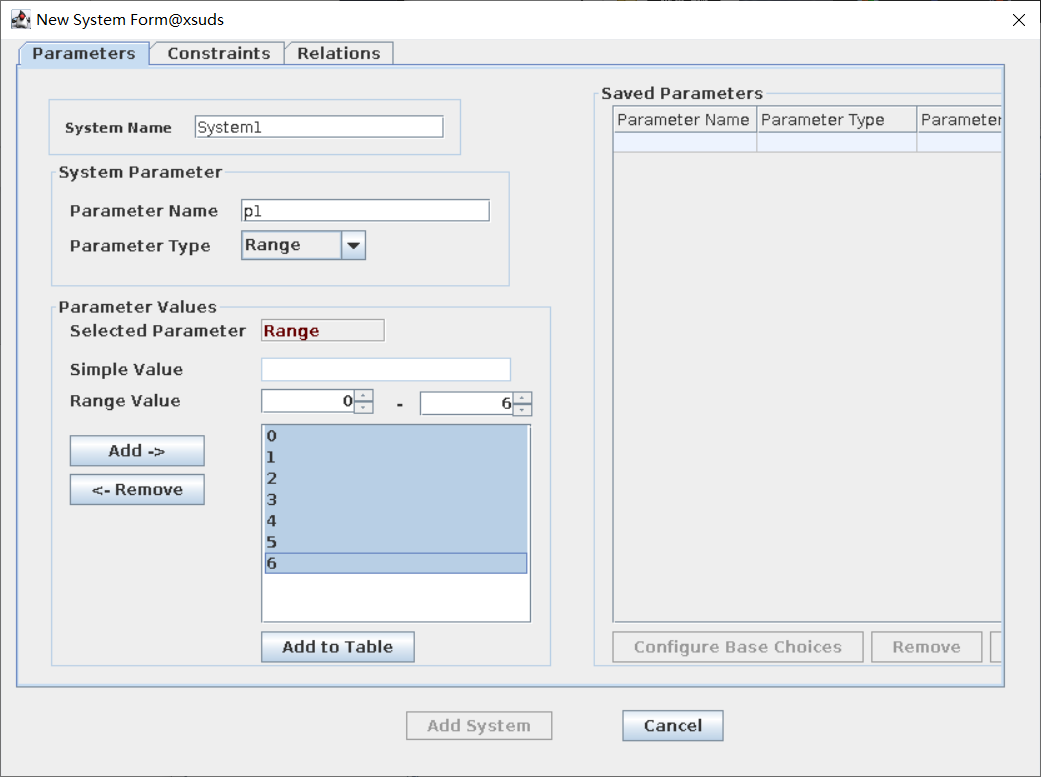 New System Form@xsuds
Parameters Constraints Relations
System Name System1
System Parameter
Parameter Name p1
Parameter Type Range
Parameter Values
Selected Parameter Range
Simple Value
Range Value 0 - 6
Add ->
<- Remove
0
1
2
3
4
5
6
Add to Table
Saved Parameters
Parameter Name Parameter Type Parameter
Configure Base Choices Remove
Add System Cancel